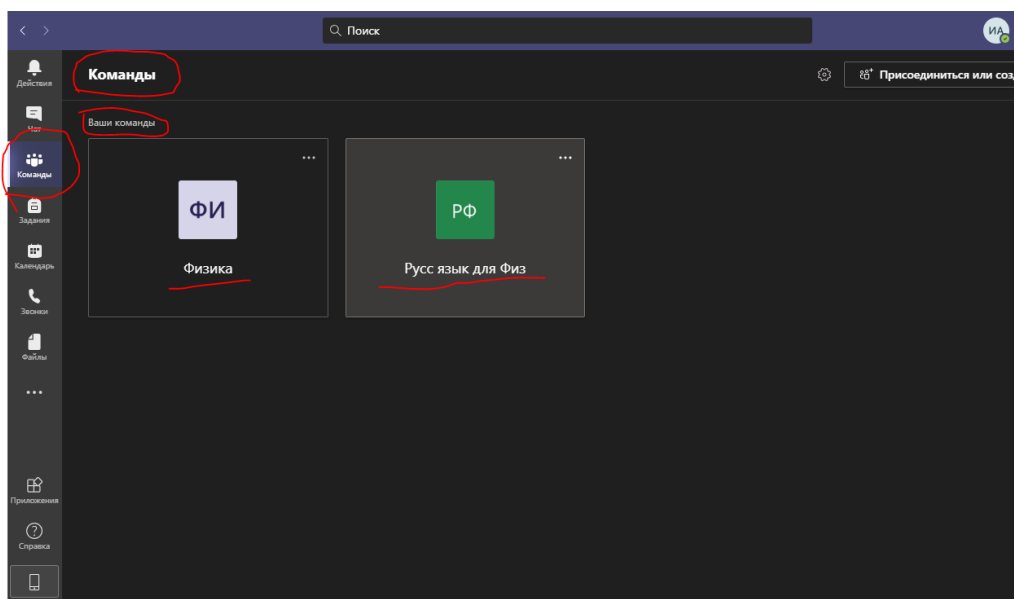 Поиск
ИА
Действия
Команды
Присоединиться или соз
Чат
Ваши команды
Команды
ФИ
РФ
Задания
Календарь
Физика
Русс язык для Физ
Звонки
Файлы
Приложения
Справка